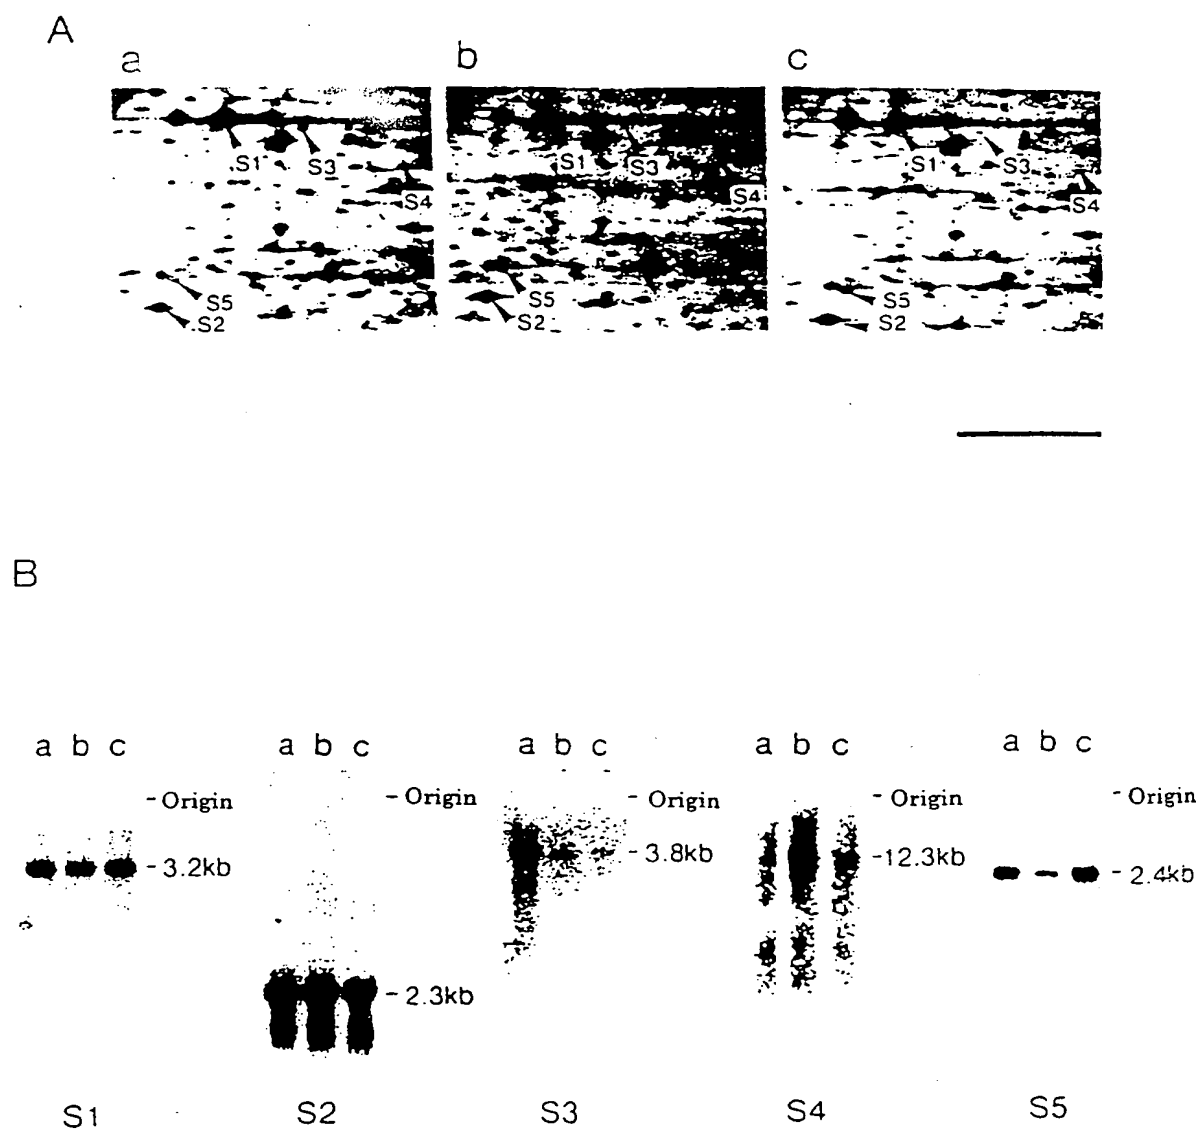 A
a b c
S1 S3 S4 S5 S2
S1 S3 S4 S5 S2
S1 S3 S4 S5 S2
B
a b c
- Origin
- 3.2kb
S1
a b c
- Origin
- 2.3kb
S2
a b c
- Origin
- 3.8kb
S3
a b c
- Origin
-12.3kb
S4
a b c
- Origin
- 2.4kb
S5